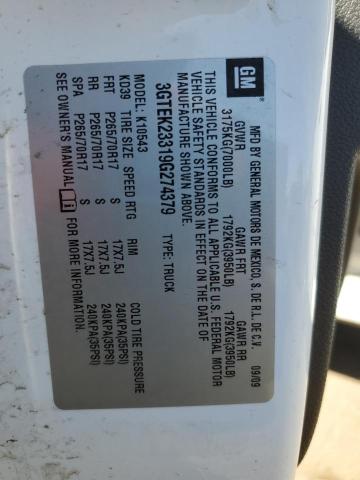 GM
®
MFD BY GENERAL MOTORS DE MEXICO, S. DE R.L. DE C.V. 09/09
GVWR GAWR FRT GAWR RR
3175KG(7000LB) 1792KG(3950LB) 1792KG(3950LB)
THIS VEHICLE CONFORMS TO ALL APPLICABLE U.S. FEDERAL MOTOR
VEHICLE SAFETY STANDARDS IN EFFECT ON THE DATE OF
MANUFACTURE SHOWN ABOVE.
3GTEK23319G274379 TYPE: TRUCK
KD39 K10543
TIRE SIZE SPEED RTG RIM COLD TIRE PRESSURE
FRT P265/70R17 S 17X7.5J 240KPA(35PSI)
RR P265/70R17 S 17X7.5J 240KPA(35PSI)
SPA P265/70R17 S 17X7.5J 240KPA(35PSI)
SEE OWNER'S MANUAL FOR MORE INFORMATION.